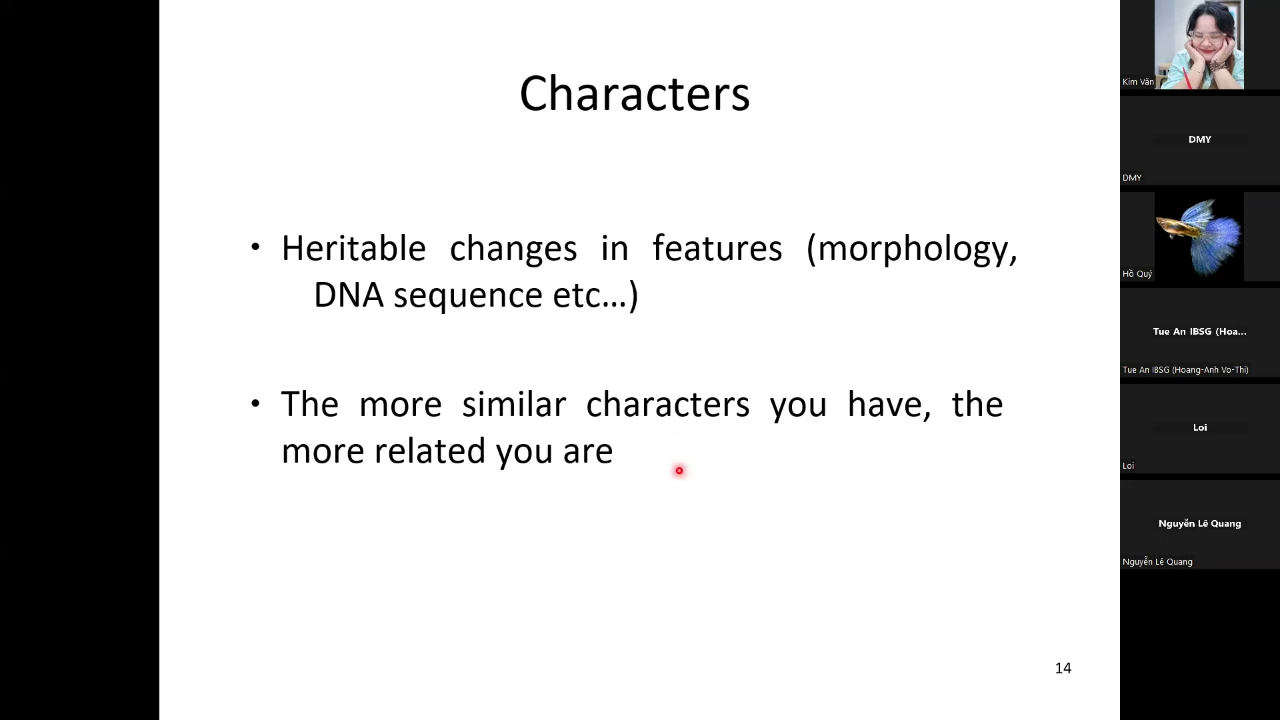 Characters
• Heritable changes in features (morphology,
DNA sequence etc...)
• The more similar characters you have, the
more related you are
14
Kim Vân
DMY
DMY
Hồ Quý
Tue An IBSG (Hoa...
Tue An IBSG (Hoang-Anh Vo-Thi)
Loi
Loi
Nguyễn Lê Quang
Nguyễn Lê Quang